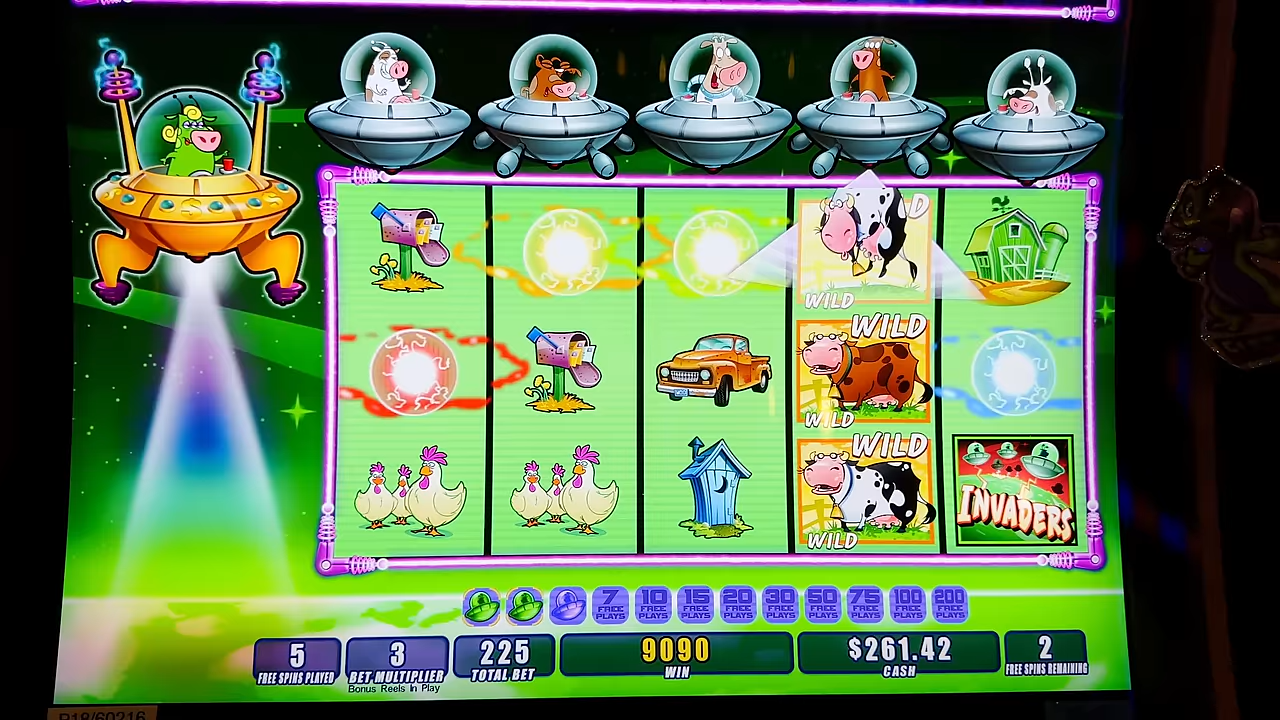 D
WILD
WILD
WILD
WILD
WILD
INVADERS
7 FREE PLAYS
10 FREE PLAYS
15 FREE PLAYS
20 FREE PLAYS
30 FREE PLAYS
50 FREE PLAYS
75 FREE PLAYS
100 FREE PLAYS
200 FREE PLAYS
5 3 225 9090 $261.42 2
FREE SPINS PLAYED BET MULTIPLIER TOTAL BET WIN CASH FREE SPINS REMAINING
Bonus Reels In Play